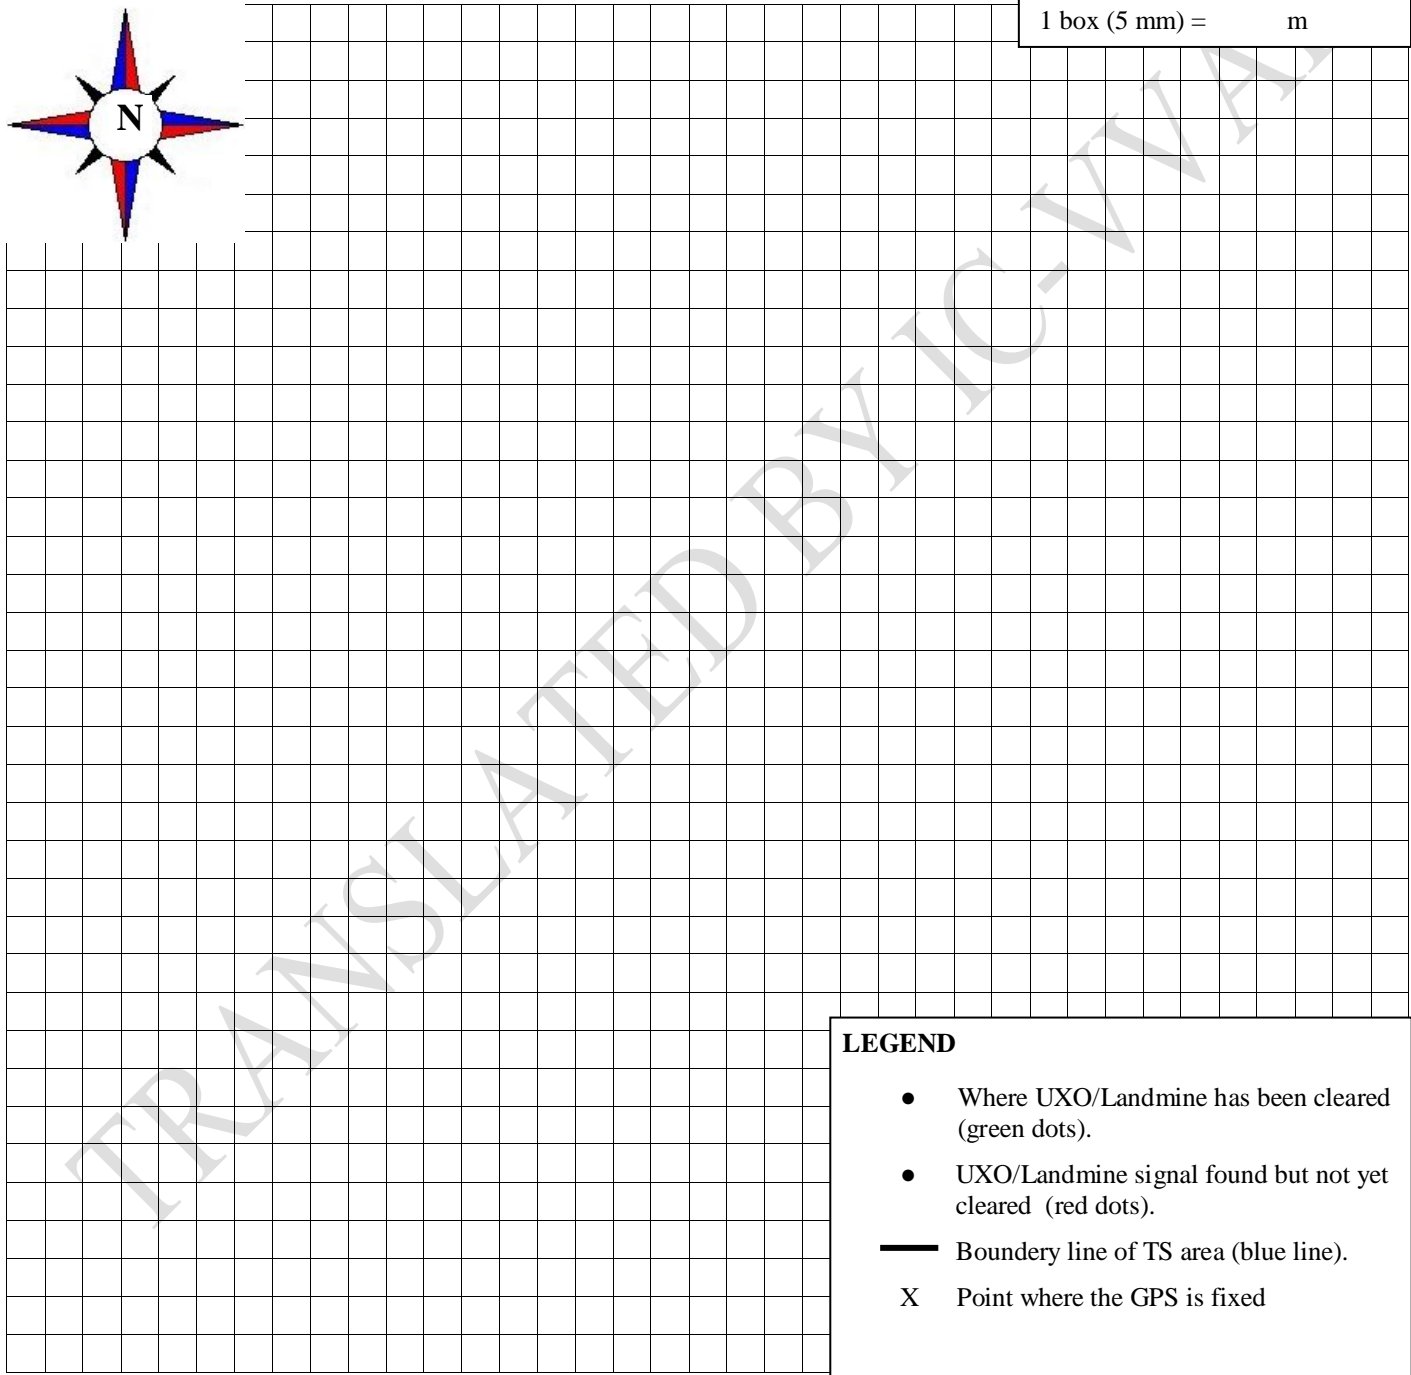 1 box (5 mm) = m
N
TRANSLATED BY IC-VVA
LEGEND
● Where UXO/Landmine has been cleared
(green dots).
● UXO/Landmine signal found but not yet
cleared (red dots).
Boundery line of TS area (blue line).
X Point where the GPS is fixed